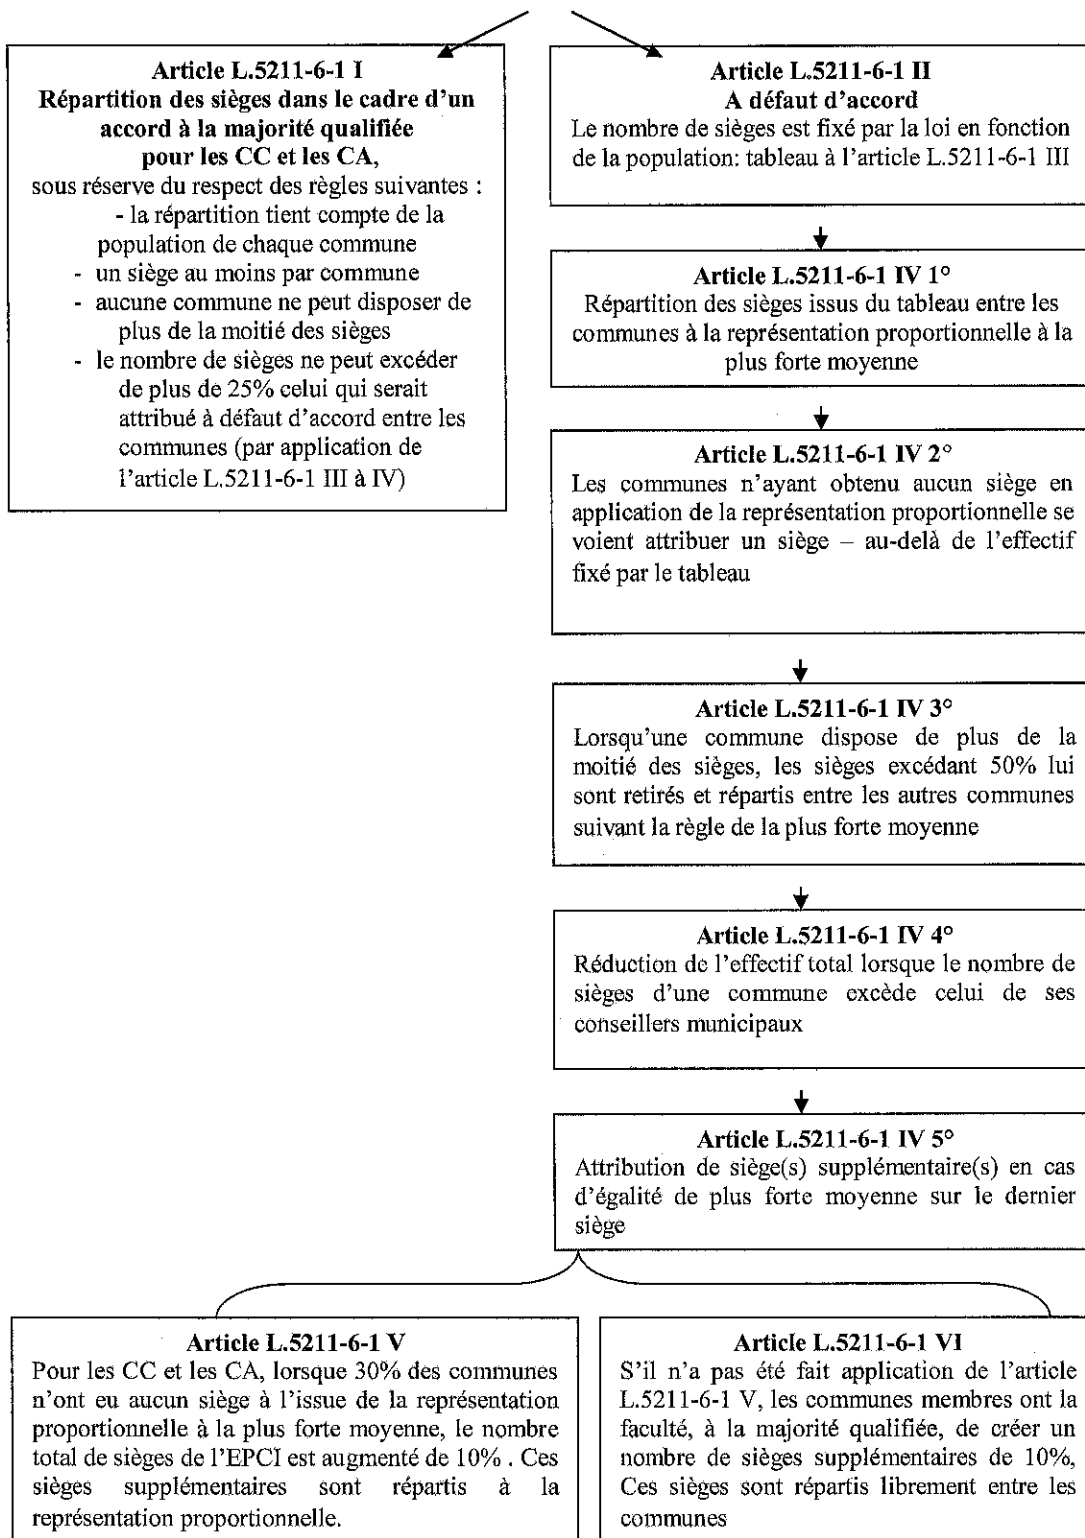 Article L.5211-6-1 I
Répartition des sièges dans le cadre d'un
accord à la majorité qualifiée
pour les CC et les CA,
sous réserve du respect des règles suivantes :
- la répartition tient compte de la
population de chaque commune
- un siège au moins par commune
- aucune commune ne peut disposer de
plus de la moitié des sièges
- le nombre de sièges ne peut excéder
de plus de 25% celui qui serait
attribué à défaut d'accord entre les
communes (par application de
l'article L.5211-6-1 III à IV)
Article L.5211-6-1 II
A défaut d'accord
Le nombre de sièges est fixé par la loi en fonction
de la population: tableau à l'article L.5211-6-1 III
Article L.5211-6-1 IV 1°
Répartition des sièges issus du tableau entre les
communes à la représentation proportionnelle à la
plus forte moyenne
Article L.5211-6-1 IV 2°
Les communes n'ayant obtenu aucun siège en
application de la représentation proportionnelle se
voient attribuer un siège – au-delà de l'effectif
fixé par le tableau
Article L.5211-6-1 IV 3°
Lorsqu'une commune dispose de plus de la
moitié des sièges, les sièges excédant 50% lui
sont retirés et répartis entre les autres communes
suivant la règle de la plus forte moyenne
Article L.5211-6-1 IV 4°
Réduction de l'effectif total lorsque le nombre de
sièges d'une commune excède celui de ses
conseillers municipaux
Article L.5211-6-1 IV 5°
Attribution de siège(s) supplémentaire(s) en cas
d'égalité de plus forte moyenne sur le dernier
siège
Article L.5211-6-1 V
Pour les CC et les CA, lorsque 30% des communes
n'ont eu aucun siège à l'issue de la représentation
proportionnelle à la plus forte moyenne, le nombre
total de sièges de l'EPCI est augmenté de 10% . Ces
sièges supplémentaires sont répartis à la
représentation proportionnelle.
Article L.5211-6-1 VI
S'il n'a pas été fait application de l'article
L.5211-6-1 V, les communes membres ont la
faculté, à la majorité qualifiée, de créer un
nombre de sièges supplémentaires de 10%,
Ces sièges sont répartis librement entre les
communes